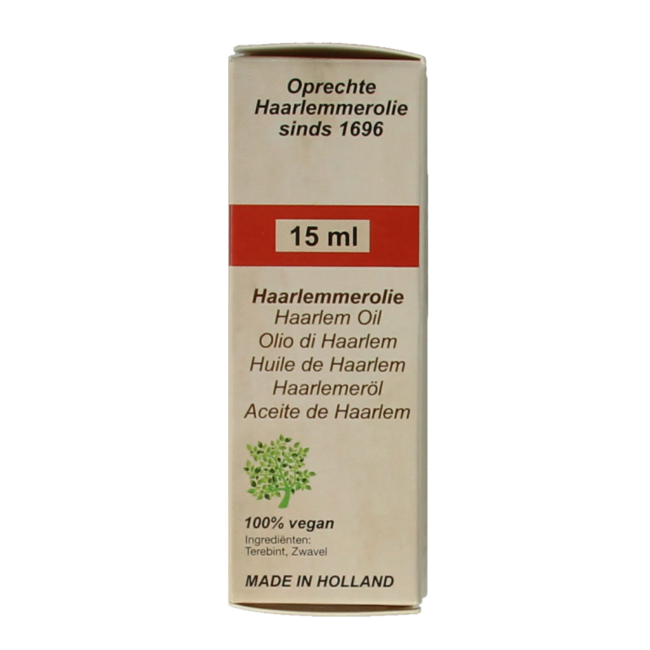 Oprechte
Haarlemmerolie
sinds 1696
15 ml
Haarlemmerolie
Haarlem Oil
Olio di Haarlem
Huile de Haarlem
Haarlemeröl
Aceite de Haarlem
100% vegan
Ingrediënten:
Terebint, Zwavel
MADE IN HOLLAND